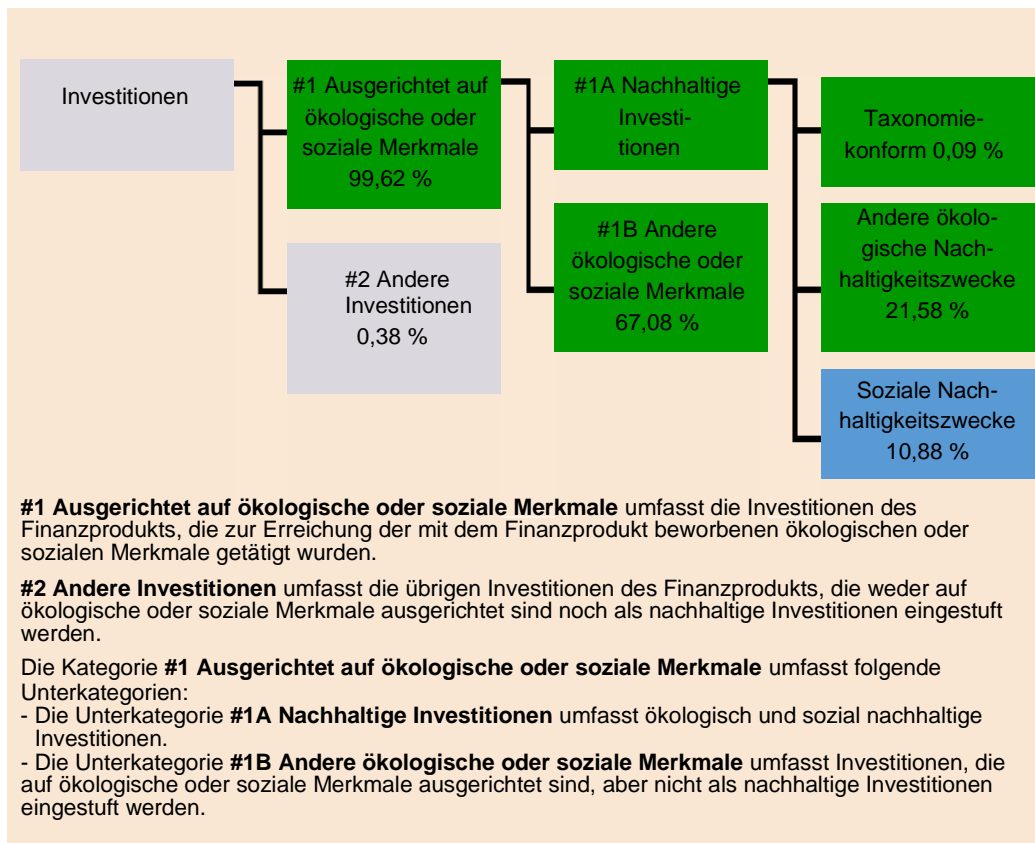 Investitionen
#1 Ausgerichtet auf
ökologische oder
soziale Merkmale
99,62 %
#2 Andere
Investitionen
0,38 %
#1A Nachhaltige
Investi-
tionen
#1B Andere
ökologische oder
soziale Merkmale
67,08 %
Taxonomie-
konform 0,09 %
Andere ökolo-
gische Nach-
haltigkeitszwecke
21,58 %
Soziale Nach-
haltigkeitszwecke
10,88 %
#1 Ausgerichtet auf ökologische oder soziale Merkmale umfasst die Investitionen des
Finanzprodukts, die zur Erreichung der mit dem Finanzprodukt beworbenen ökologischen oder
sozialen Merkmale getätigt wurden.
#2 Andere Investitionen umfasst die übrigen Investitionen des Finanzprodukts, die weder auf
ökologische oder soziale Merkmale ausgerichtet sind noch als nachhaltige Investitionen eingestuft
werden.
Die Kategorie #1 Ausgerichtet auf ökologische oder soziale Merkmale umfasst folgende
Unterkategorien:
- Die Unterkategorie #1A Nachhaltige Investitionen umfasst ökologisch und sozial nachhaltige
Investitionen.
- Die Unterkategorie #1B Andere ökologische oder soziale Merkmale umfasst Investitionen, die
auf ökologische oder soziale Merkmale ausgerichtet sind, aber nicht als nachhaltige Investitionen
eingestuft werden.